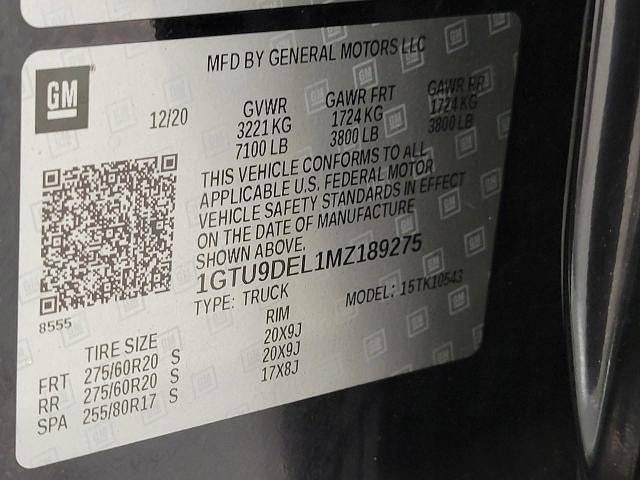 MFD BY GENERAL MOTORS LLC
GM
12/20
GVWR GAWR FRT GAWR RR
3221 KG 1724 KG 1724 KG
7100 LB 3800 LB 3800 LB
THIS VEHICLE CONFORMS TO ALL
APPLICABLE U.S. FEDERAL MOTOR
VEHICLE SAFETY STANDARDS IN EFFECT
ON THE DATE OF MANUFACTURE
SHOWN ABOVE.
1GTU9DEL1MZ189275
TYPE: TRUCK MODEL: 15TK10543
8555
TIRE SIZE RIM
FRT 275/60R20 S 20X9J
RR 275/60R20 S 20X9J
SPA 255/80R17 S 17X8J